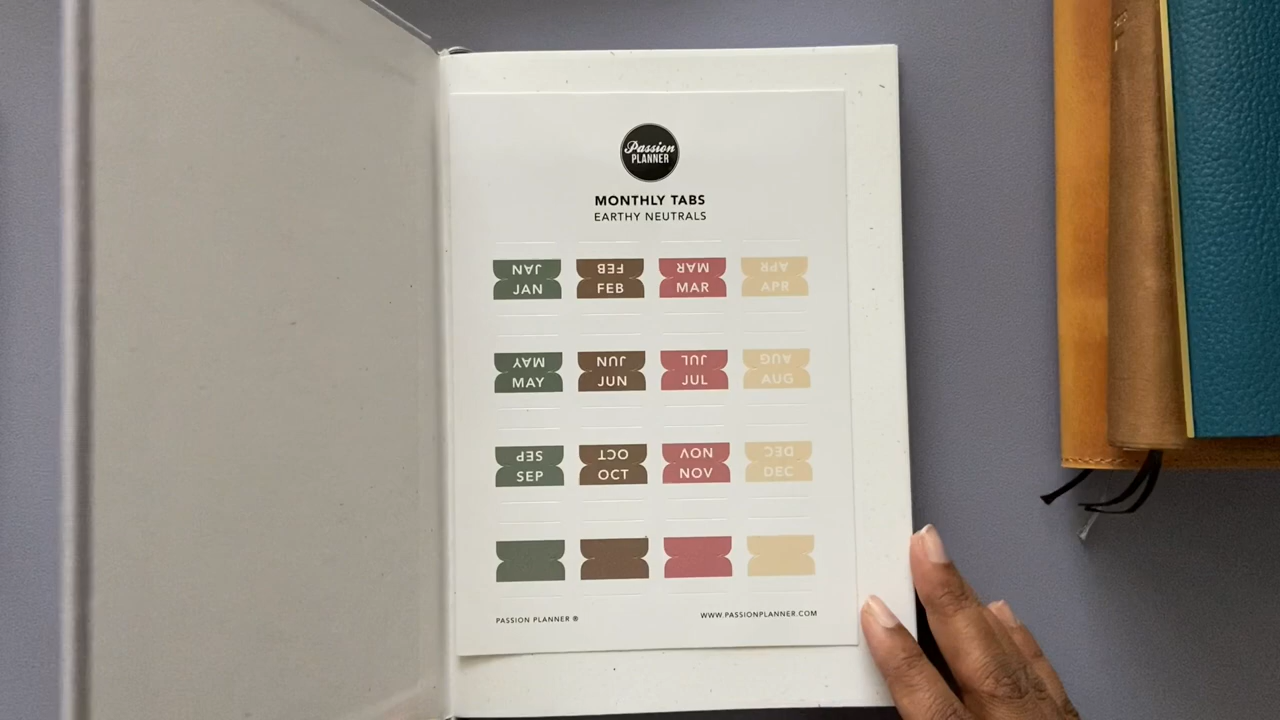 Passion
PLANNER
MONTHLY TABS
EARTHY NEUTRALS
JAN FEB MAR APR
JAN FEB MAR APR
MAY JUN JUL AUG
MAY JUN JUL AUG
SEP OCT NOV DEC
SEP OCT NOV DEC
PASSION PLANNER ® WWW.PASSIONPLANNER.COM